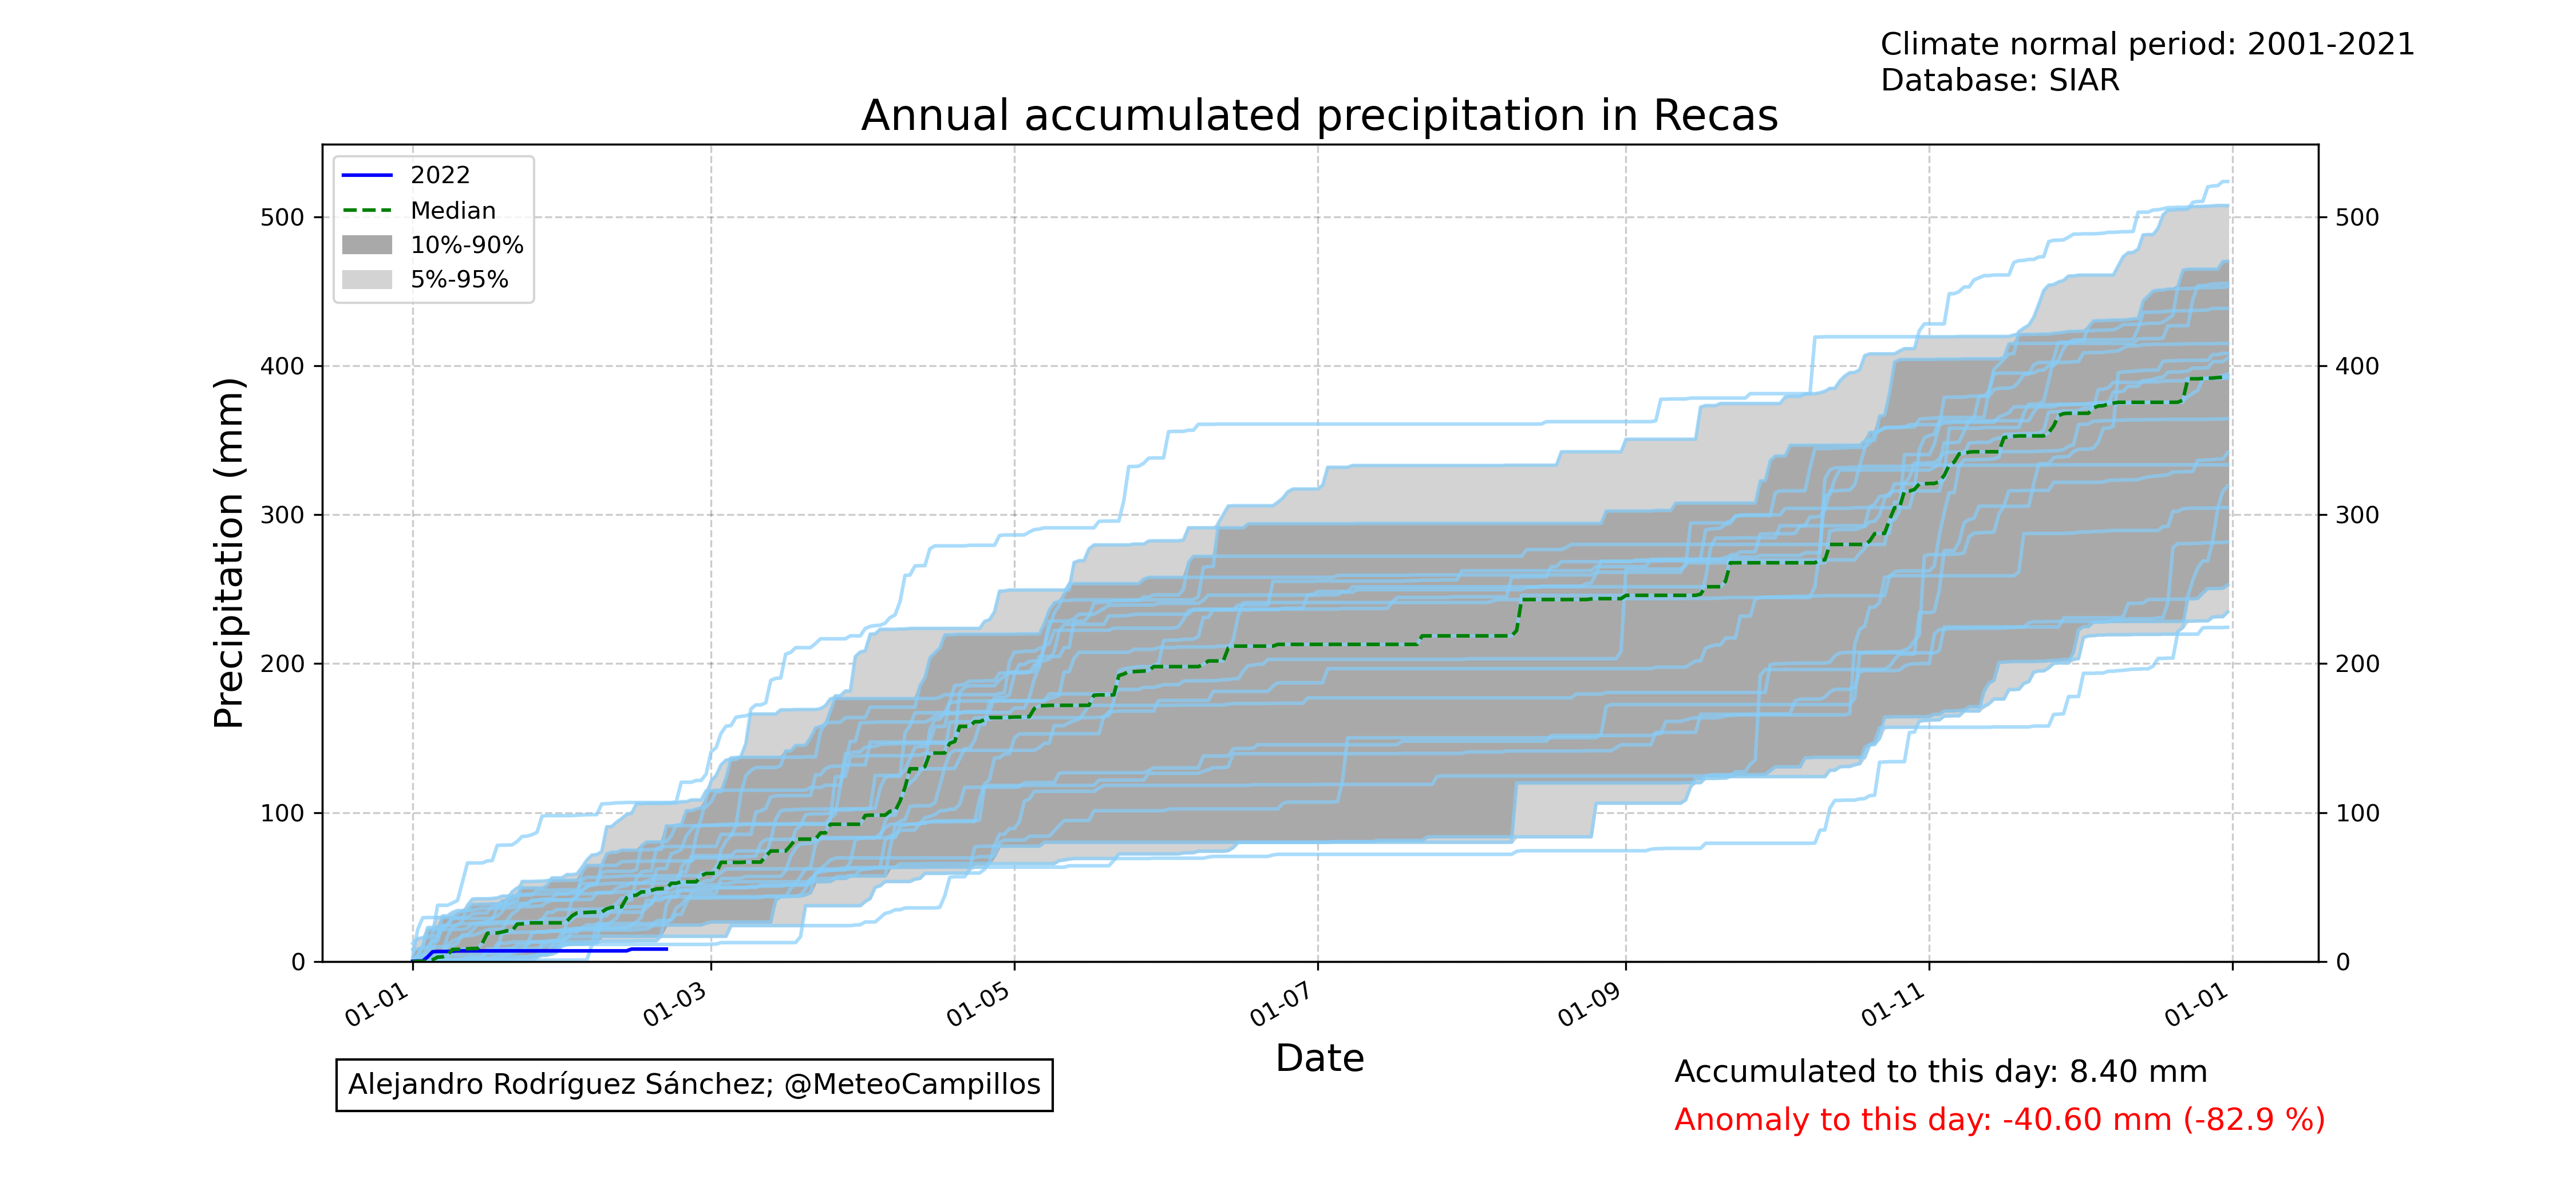 Climate normal period: 2001-2021
Database: SIAR
Annual accumulated precipitation in Recas
2022
Median
10%-90%
5%-95%
Precipitation (mm)
500
400
300
200
100
0
500
400
300
200
100
0
01-01
01-03
01-05
01-07
01-09
01-11
01-01
Date
Alejandro Rodríguez Sánchez; @MeteoCampillos
Accumulated to this day: 8.40 mm
Anomaly to this day: -40.60 mm (-82.9 %)